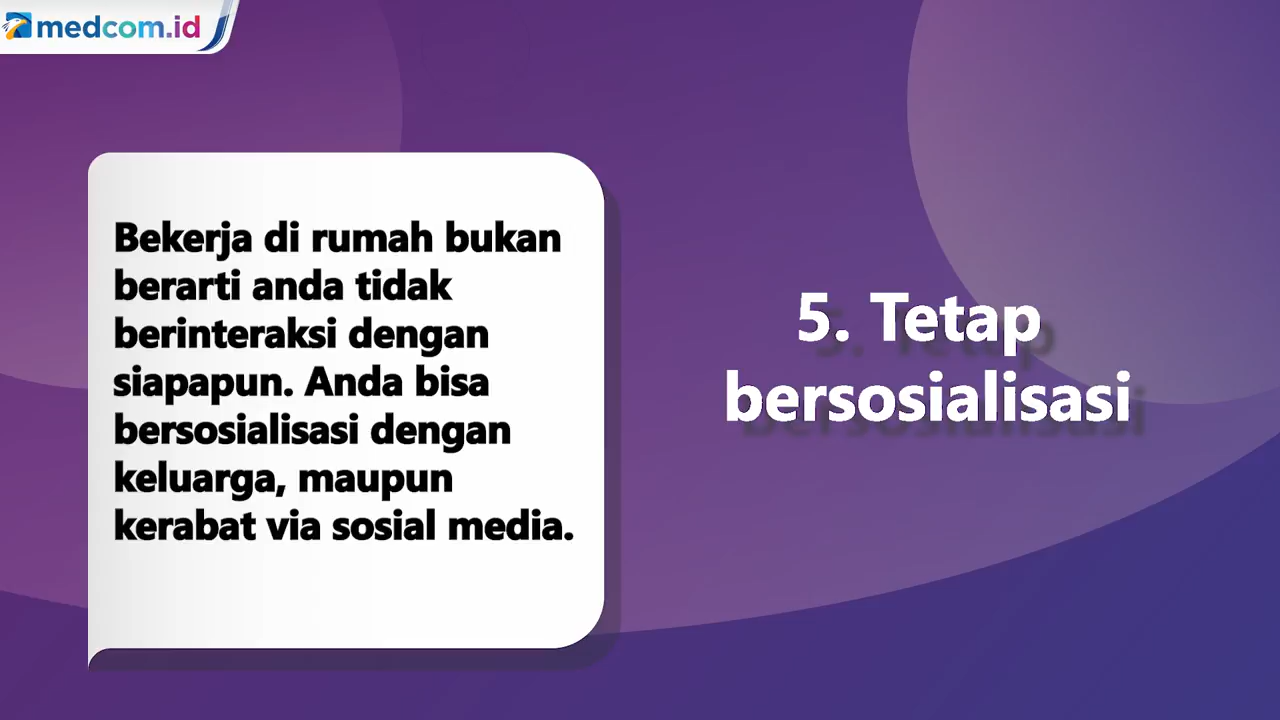 medcom.id
Bekerja di rumah bukan
berarti anda tidak
berinteraksi dengan
siapapun. Anda bisa
bersosialisasi dengan
keluarga, maupun
kerabat via sosial media.
5. Tetap
bersosialisasi